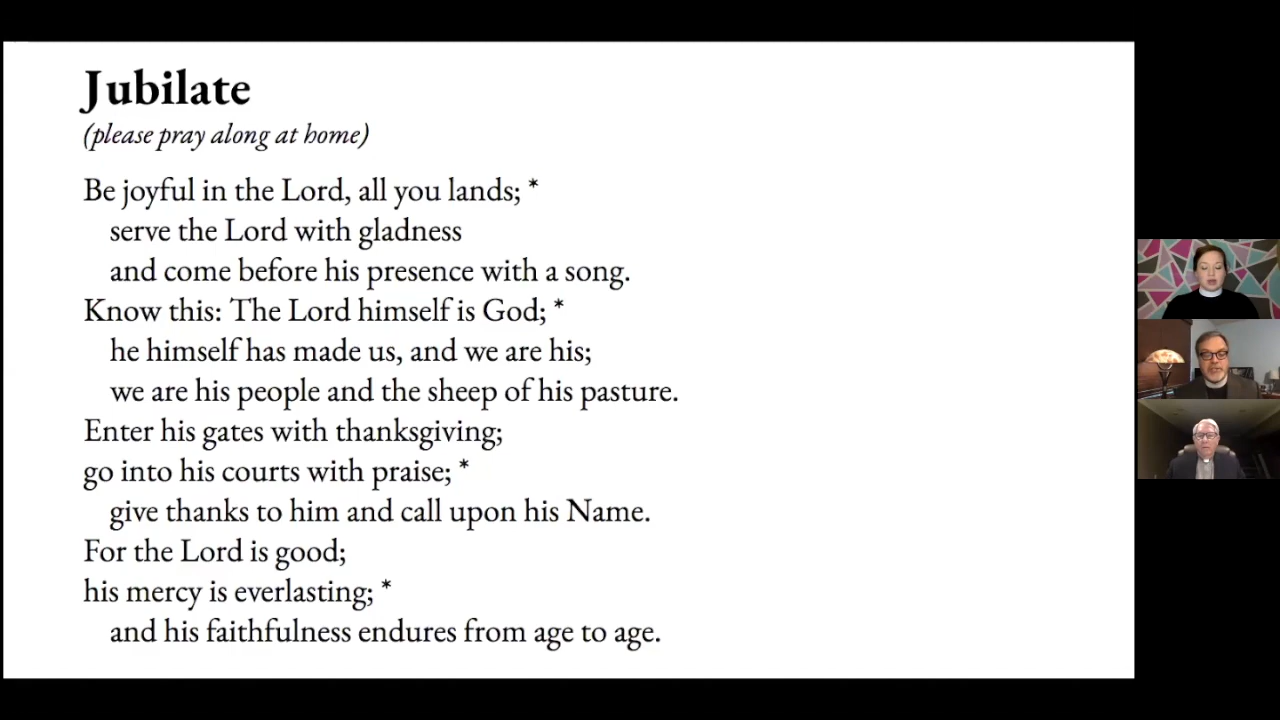 Jubilate
(please pray along at home)
Be joyful in the Lord, all you lands; *
serve the Lord with gladness
and come before his presence with a song.
Know this: The Lord himself is God; *
he himself has made us, and we are his;
we are his people and the sheep of his pasture.
Enter his gates with thanksgiving;
go into his courts with praise; *
give thanks to him and call upon his Name.
For the Lord is good;
his mercy is everlasting; *
and his faithfulness endures from age to age.